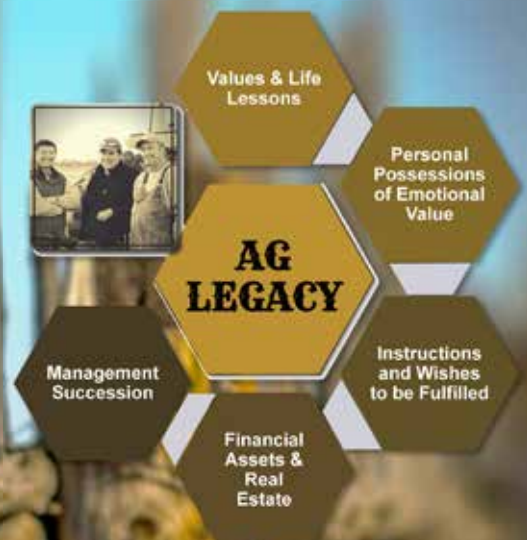 Values & Life
Lessons
Personal
Possessions
of Emotional
Value
AG
LEGACY
Instructions
and Wishes
to be Fulfilled
Management
Succession
Financial
Assets &
Real
Estate